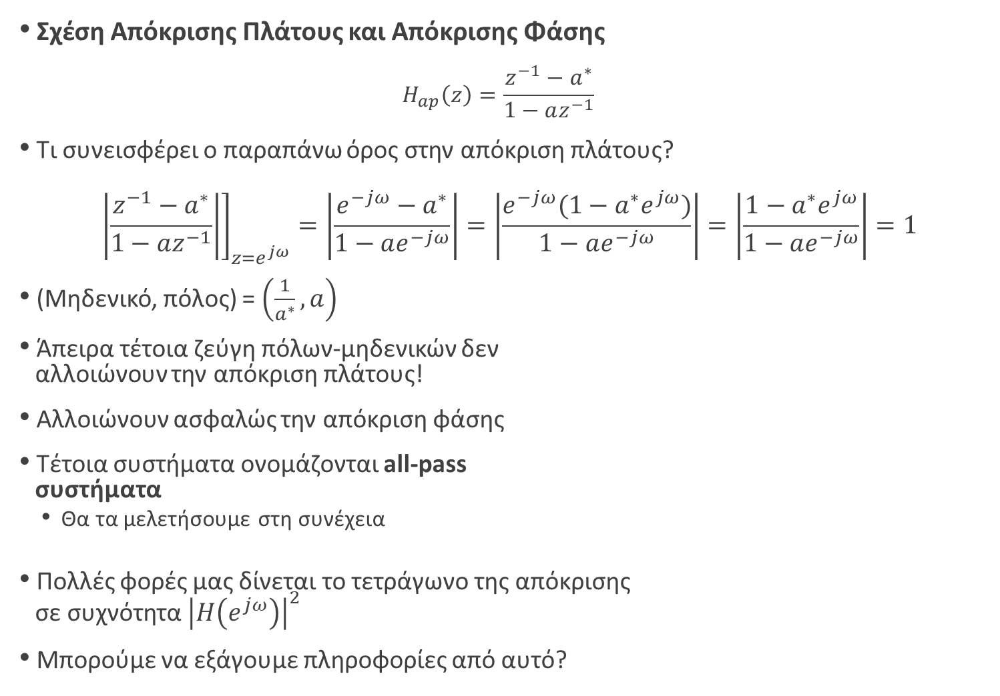 • Σχέση Απόκρισης Πλάτους και Απόκρισης Φάσης
$H_{ap}(z) = \frac{z^{-1} - a^*}{1 - az^{-1}}$
• Τι συνεισφέρει ο παραπάνω όρος στην απόκριση πλάτους?
$\left.\left|\frac{z^{-1} - a^*}{1 - az^{-1}}\right|\right]_{z=e^{j\omega}} = \left|\frac{e^{-j\omega} - a^*}{1 - ae^{-j\omega}}\right| = \left|\frac{e^{-j\omega}(1 - a^*e^{j\omega})}{1 - ae^{-j\omega}}\right| = \left|\frac{1 - a^*e^{j\omega}}{1 - ae^{-j\omega}}\right| = 1$
• (Μηδενικό, πόλος) = $\left(\frac{1}{a^*}, a\right)$
• Άπειρα τέτοια ζεύγη πόλων-μηδενικών δεν
αλλοιώνουν την απόκριση πλάτους!
• Αλλοιώνουν ασφαλώς την απόκριση φάσης
• Τέτοια συστήματα ονομάζονται all-pass
συστήματα
• Θα τα μελετήσουμε στη συνέχεια
• Πολλές φορές μας δίνεται το τετράγωνο της απόκρισης
σε συχνότητα $\left|H\left(e^{j\omega}\right)\right|^2$
• Μπορούμε να εξάγουμε πληροφορίες από αυτό?